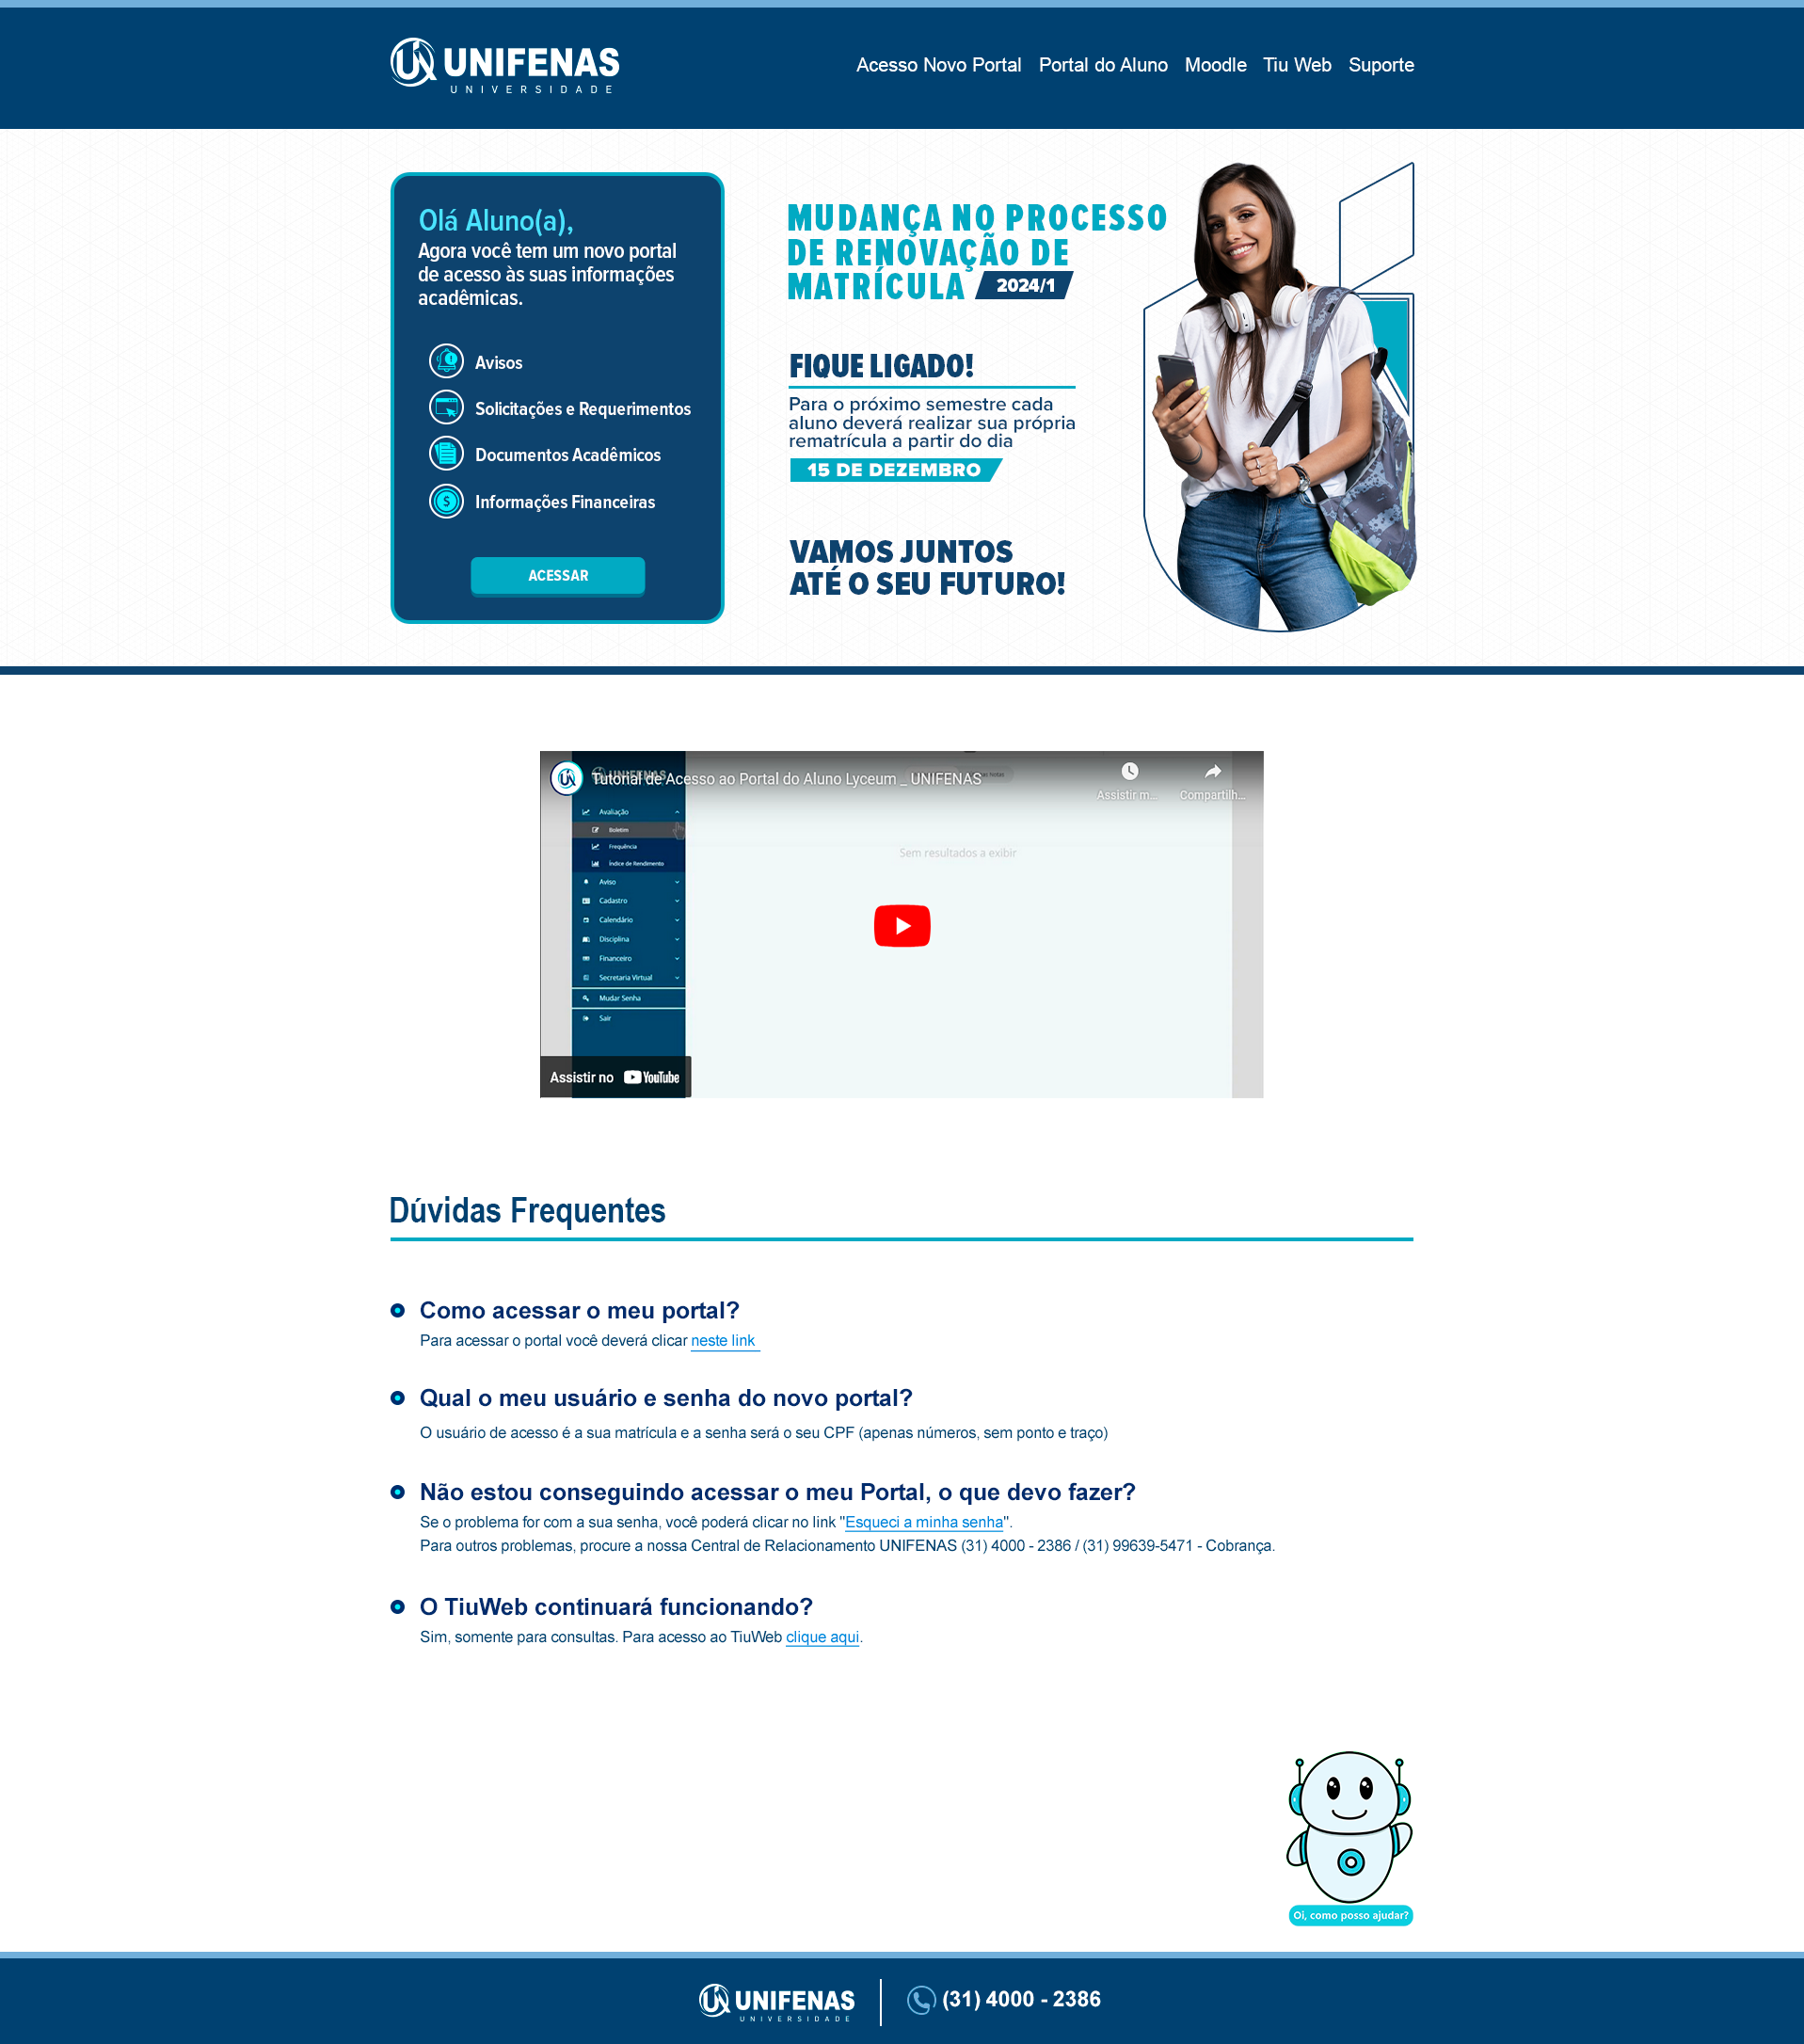 UNIFENAS
UNIVERSIDADE
Acesso Novo Portal Portal do Aluno Moodle Tiu Web Suporte
Olá Aluno(a),
Agora você tem um novo portal
de acesso às suas informações
acadêmicas.
Avisos
Solicitações e Requerimentos
Documentos Acadêmicos
Informações Financeiras
ACESSAR
MUDANÇA NO PROCESSO
DE RENOVAÇÃO DE
MATRÍCULA 2024/1
FIQUE LIGADO!
Para o próximo semestre cada
aluno deverá realizar sua própria
rematrícula a partir do dia
15 DE DEZEMBRO
VAMOS JUNTOS
ATÉ O SEU FUTURO!
Tutorial de Acesso ao Portal do Aluno Lyceum _ UNIFENAS
Assistir m... Compartilh...
Avaliação
Boletim
Frequência
Índice de Rendimento
Aviso
Cadastro
Calendário
Disciplina
Financeiro
Secretaria Virtual
Mudar Senha
Sair
Sem resultados a exibir
Assistir no YouTube
Dúvidas Frequentes
Como acessar o meu portal?
Para acessar o portal você deverá clicar neste link
Qual o meu usuário e senha do novo portal?
O usuário de acesso é a sua matrícula e a senha será o seu CPF (apenas números, sem ponto e traço)
Não estou conseguindo acessar o meu Portal, o que devo fazer?
Se o problema for com a sua senha, você poderá clicar no link "Esqueci a minha senha".
Para outros problemas, procure a nossa Central de Relacionamento UNIFENAS (31) 4000 - 2386 / (31) 99639-5471 - Cobrança.
O TiuWeb continuará funcionando?
Sim, somente para consultas. Para acesso ao TiuWeb clique aqui.
Oi, como posso ajudar?
UNIFENAS
UNIVERSIDADE
(31) 4000 - 2386